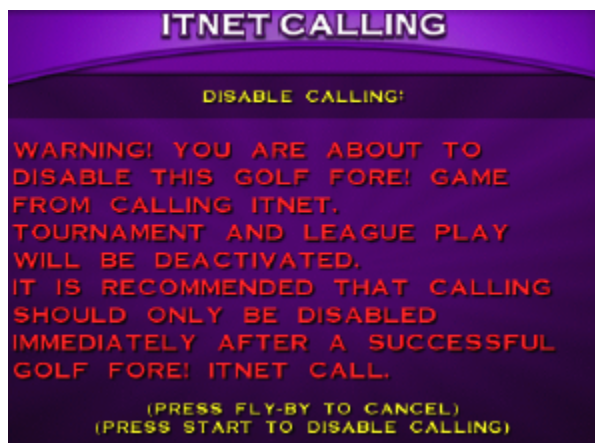 ITNET CALLING
DISABLE CALLING:
WARNING! YOU ARE ABOUT TO
DISABLE THIS GOLF FORE! GAME
FROM CALLING ITNET.
TOURNAMENT AND LEAGUE PLAY
WILL BE DEACTIVATED.
IT IS RECOMMENDED THAT CALLING
SHOULD ONLY BE DISABLED
IMMEDIATELY AFTER A SUCCESSFUL
GOLF FORE! ITNET CALL.
(PRESS FLY-BY TO CANCEL)
(PRESS START TO DISABLE CALLING)